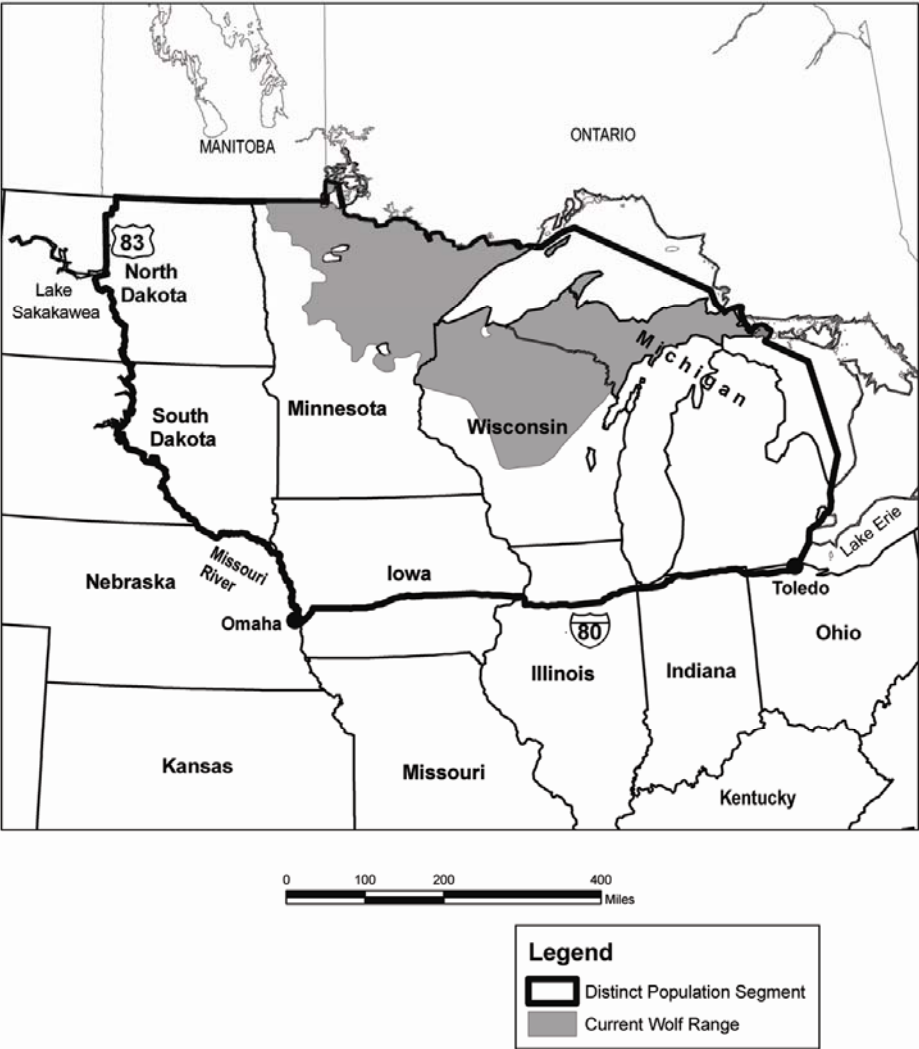 MANITOBA
ONTARIO
83
North
Dakota
Lake
Sakakawea
Michigan
Minnesota
South
Dakota
Wisconsin
Lake Erie
Missouri
River
Nebraska
Iowa
Toledo
Omaha
80
Ohio
Illinois
Indiana
Kansas
Missouri
Kentucky
0 100 200 400
Miles
Legend
Distinct Population Segment
Current Wolf Range